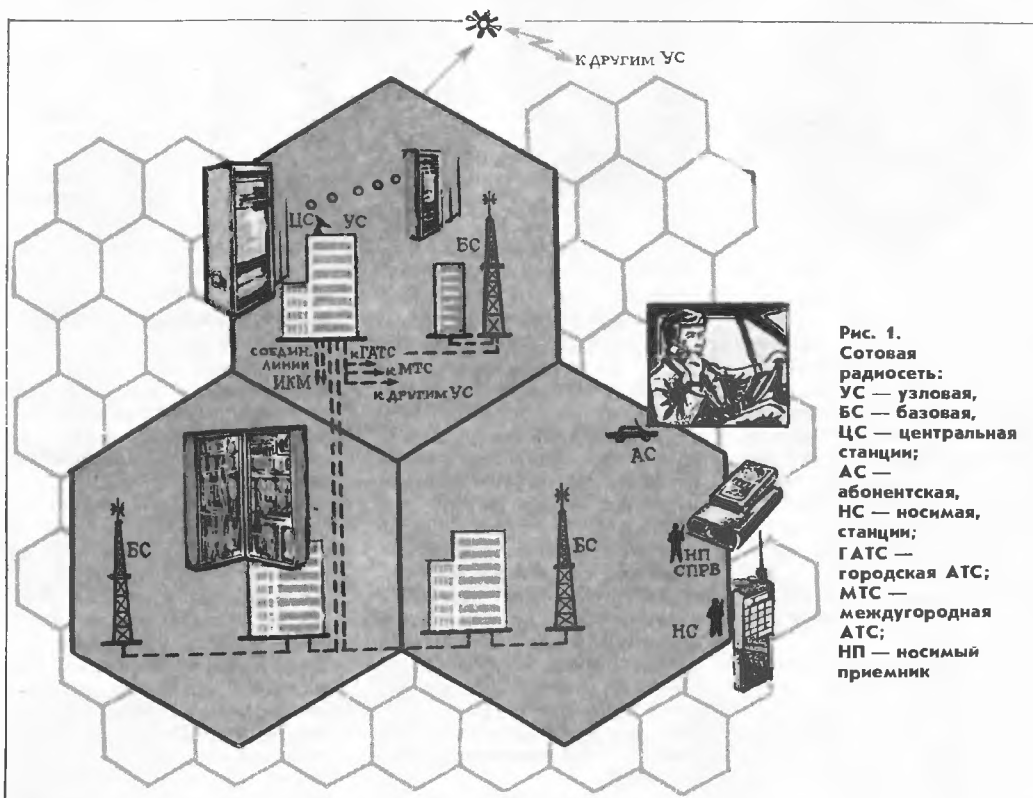 К ДРУГИМ УС
ЦС
УС
БС
СОЕДИН.
ЛИНИИ
ИКМ
к ГАТС
к МТС
к ДРУГИМ УС
АС
БС
БС
НП
СПРВ
НС
Рис. 1.
Сотовая
радиосеть:
УС — узловая,
БС — базовая,
ЦС — центральная
станции;
АС —
абонентская,
НС — носимая,
станции;
ГАТС —
городская АТС;
МТС —
междугородная
АТС;
НП — носимый
приемник